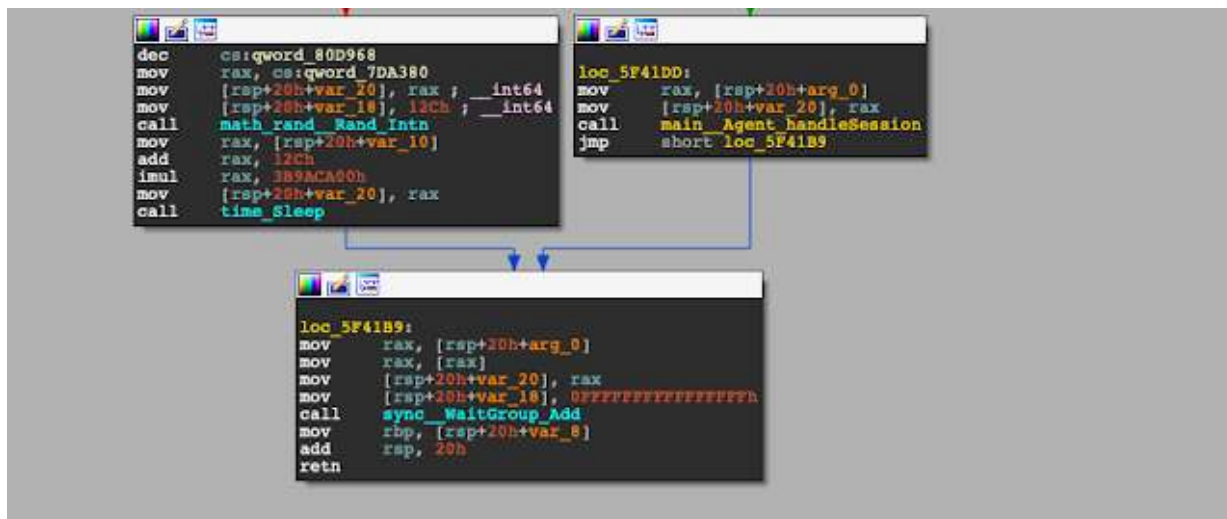 dec cs:qword_80D968
mov rax, cs:qword_7DA380
mov [rsp+20h+var_20], rax ; __int64
mov [rsp+20h+var_18], 12Ch ; __int64
call math_rand__Rand_Intn
mov rax, [rsp+20h+var_10]
add rax, 12Ch
imul rax, 3B9ACA00h
mov [rsp+20h+var_20], rax
call time_Sleep
loc_5F41DD:
mov rax, [rsp+20h+arg_0]
mov [rsp+20h+var_20], rax
call main__Agent_handleSession
jmp short loc_5F41B9
loc_5F41B9:
mov rax, [rsp+20h+arg_0]
mov rax, [rax]
mov [rsp+20h+var_20], rax
mov [rsp+20h+var_18], 0FFFFFFFFFFFFFFFFh
call sync__WaitGroup_Add
mov rbp, [rsp+20h+var_8]
add rsp, 20h
retn